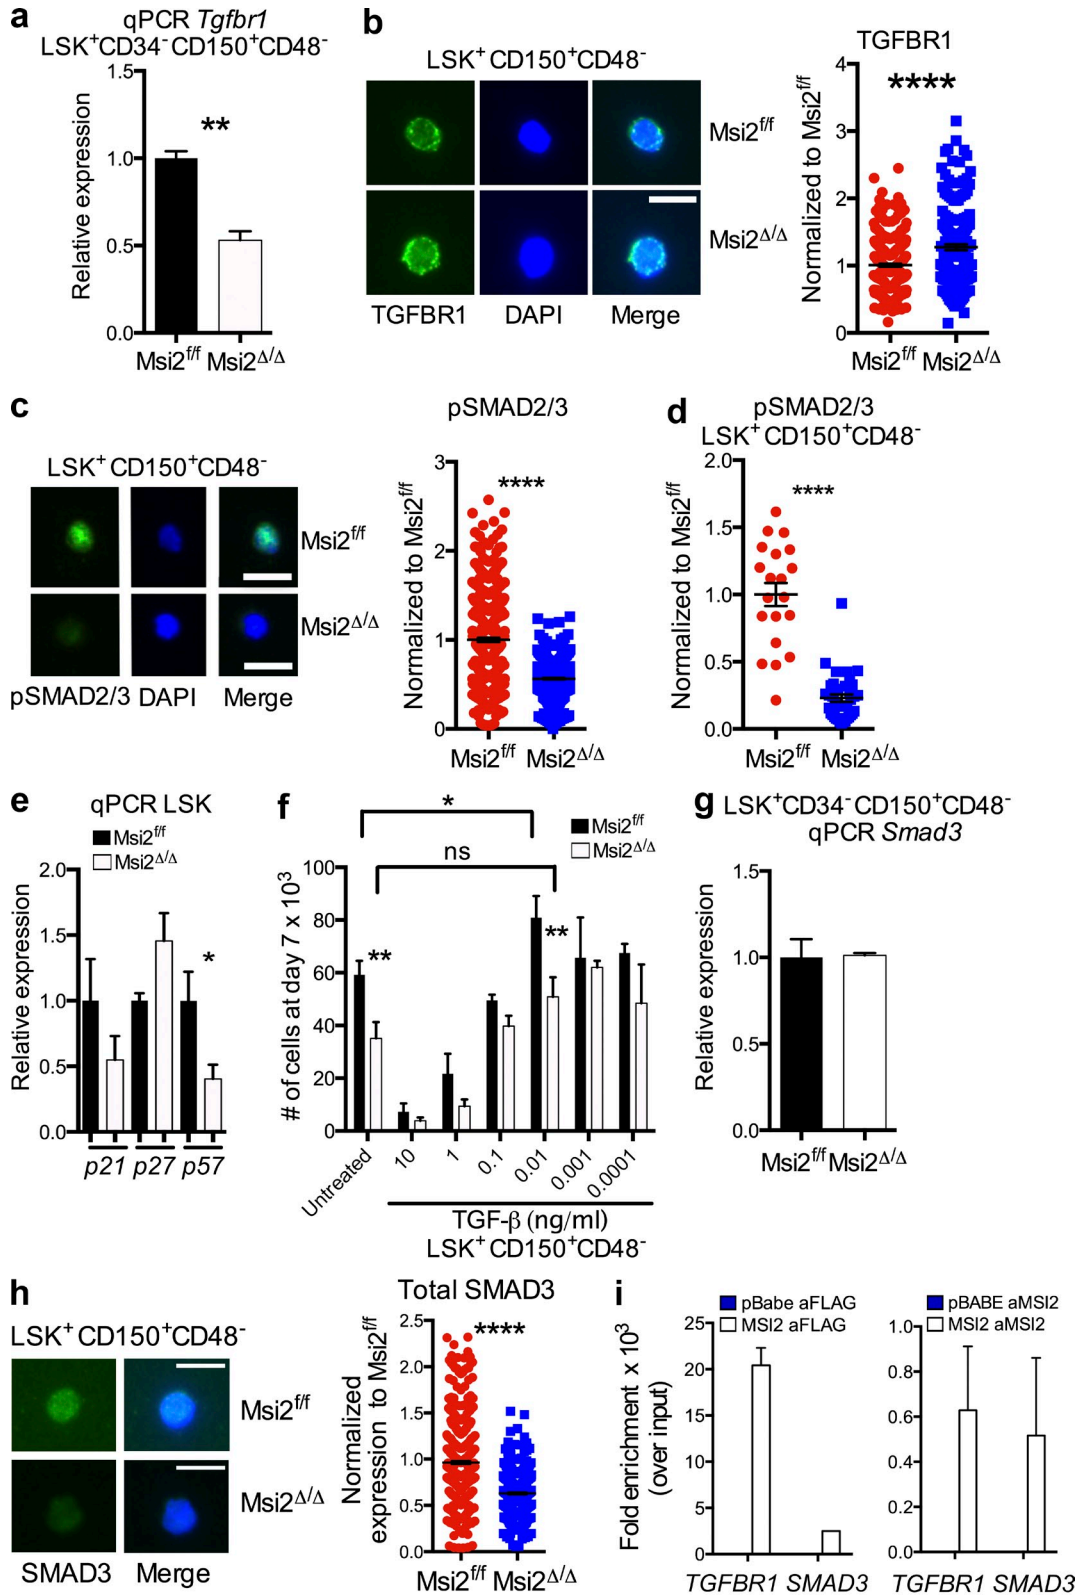 a
qPCR Tgfbr1
LSK+CD34-CD150+CD48-
Relative expression
1.5
1.0
0.5
0.0
**
Msi2f/f Msi2Δ/Δ
b
LSK+CD150+CD48-
Msi2f/f
Msi2Δ/Δ
TGFBR1 DAPI Merge
TGFBR1
Normalized to Msi2f/f
4
3
2
1
0
****
Msi2f/f Msi2Δ/Δ
c
LSK+CD150+CD48-
Msi2f/f
Msi2Δ/Δ
pSMAD2/3 DAPI Merge
pSMAD2/3
Normalized to Msi2f/f
3
2
1
0
****
Msi2f/f Msi2Δ/Δ
d
pSMAD2/3
LSK+CD150+CD48-
Normalized to Msi2f/f
2.0
1.5
1.0
0.5
0.0
****
Msi2f/f Msi2Δ/Δ
e
qPCR LSK
Msi2f/f
Msi2Δ/Δ
Relative expression
2.0
1.5
1.0
0.5
0.0
*
p21 p27 p57
f
*
Msi2f/f
Msi2Δ/Δ
ns
# of cells at day 7 x 10³
100
80
60
40
20
0
**
**
Untreated 10 1 0.1 0.01 0.001 0.0001
TGF-β (ng/ml)
LSK+CD150+CD48-
g
LSK+CD34-CD150+CD48-
qPCR Smad3
Relative expression
1.5
1.0
0.5
0.0
Msi2f/f Msi2Δ/Δ
h
LSK+CD150+CD48-
Msi2f/f
Msi2Δ/Δ
SMAD3 Merge
Total SMAD3
Normalized
expression to Msi2f/f
2.5
2.0
1.5
1.0
0.5
0.0
****
Msi2f/f Msi2Δ/Δ
i
pBabe aFLAG
MSI2 aFLAG
Fold enrichment x 10³
(over input)
25
20
15
10
5
0
TGFBR1 SMAD3
pBABE aMSI2
MSI2 aMSI2
1.0
0.8
0.6
0.4
0.2
0.0
TGFBR1 SMAD3